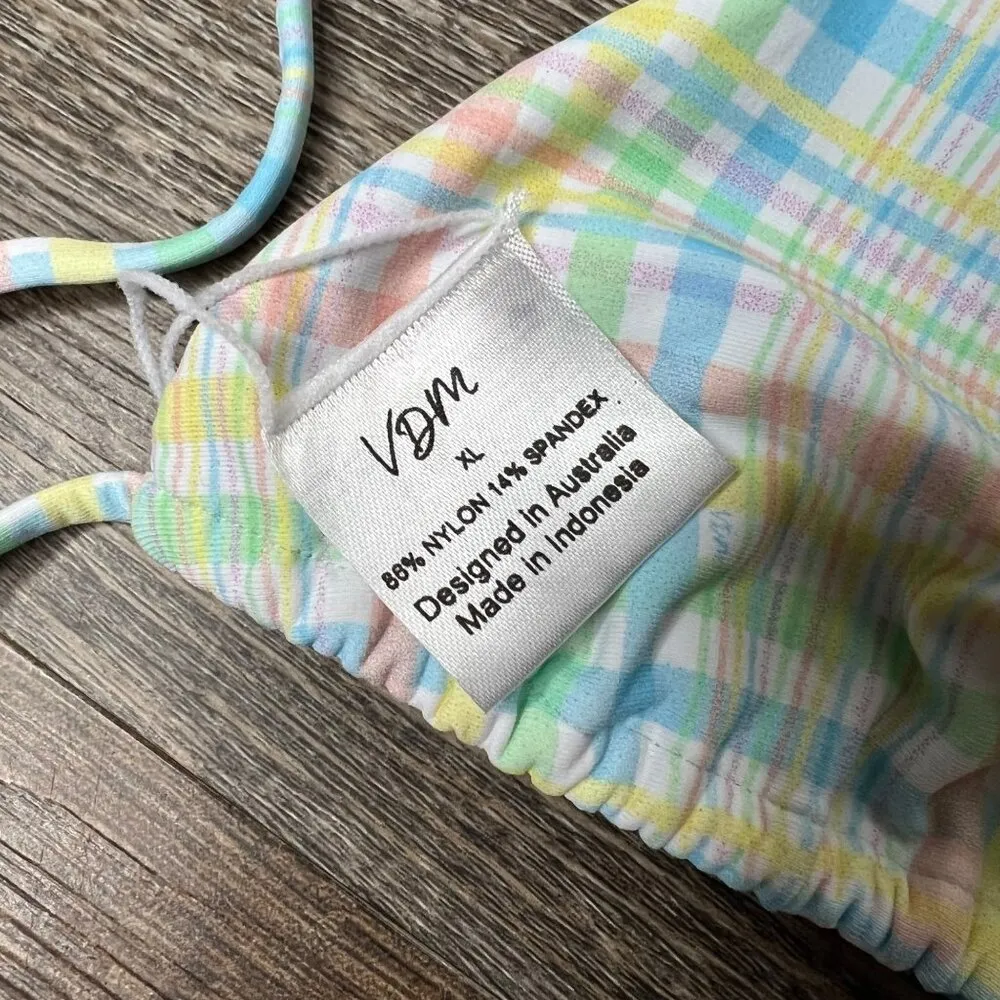 VDM
XL
86% NYLON 14% SPANDEX
Designed in Australia
Made in Indonesia